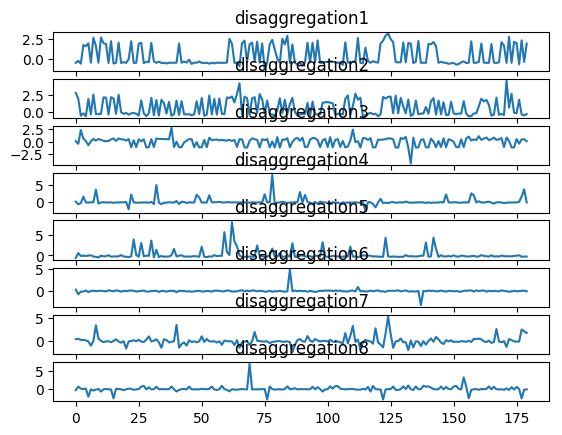 disaggregation1
2.5
0.0
disaggregation2
2.5
0.0
disaggregation3
2.5
0.0
−2.5
disaggregation4
5
0
disaggregation5
5
0
disaggregation6
5
0
disaggregation7
5
0
disaggregation8
5
0
0 25 50 75 100 125 150 175